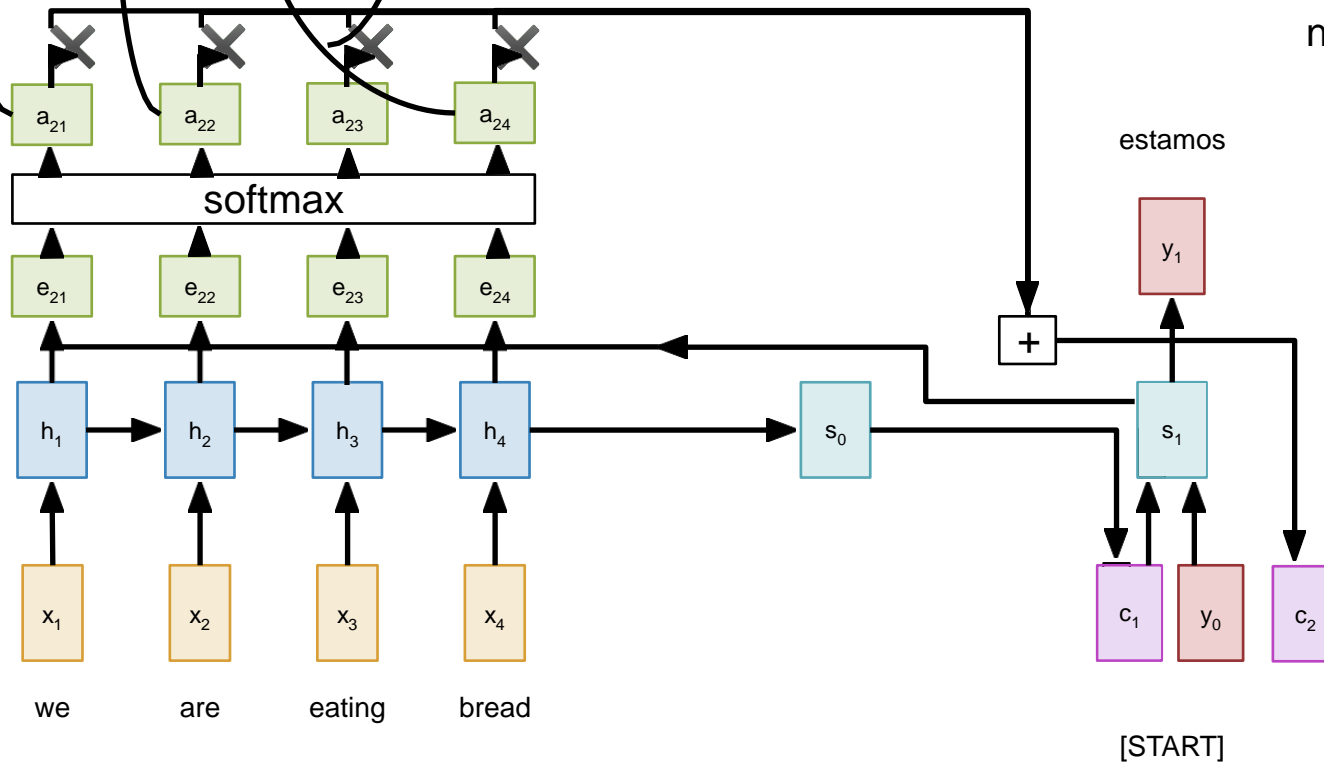 n
a21 a22 a23 a24
estamos
softmax
y1
e21 e22 e23 e24
+
h1 h2 h3 h4 s0 s1
x1 x2 x3 x4 c1 y0 c2
we are eating bread
[START]